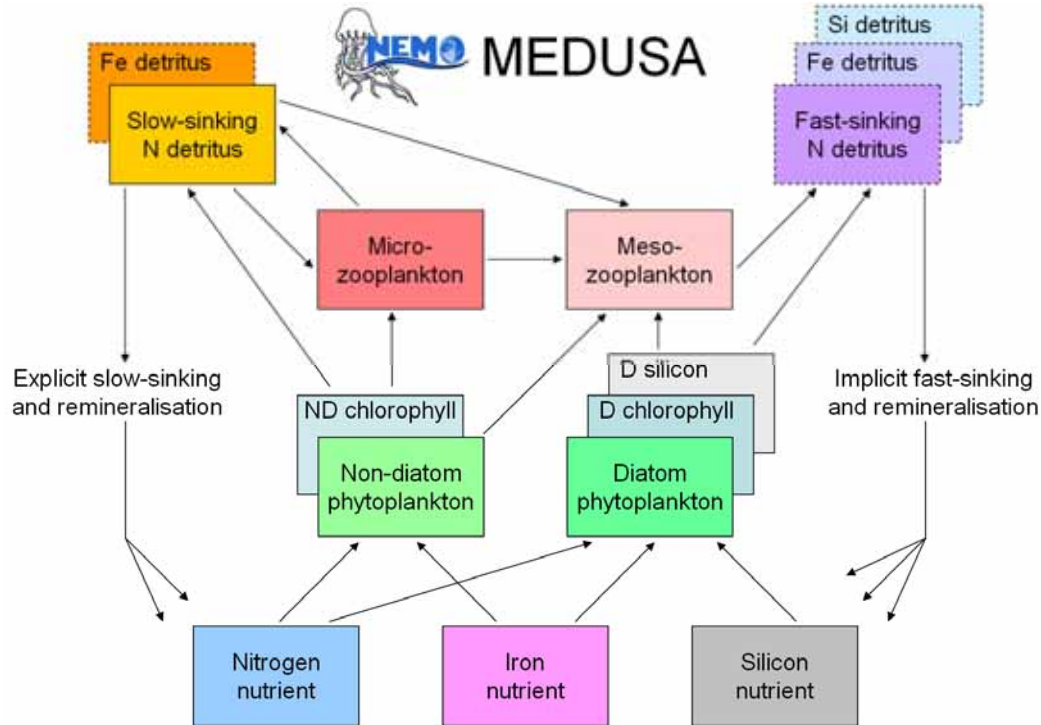 NEMO
MEDUSA
Fe detritus
Slow-sinking
N detritus
Si detritus
Fe detritus
Fast-sinking
N detritus
Micro-
zooplankton
Meso-
zooplankton
Explicit slow-sinking
and remineralisation
ND chlorophyll
Non-diatom
phytoplankton
D silicon
D chlorophyll
Diatom
phytoplankton
Implicit fast-sinking
and remineralisation
Nitrogen
nutrient
Iron
nutrient
Silicon
nutrient